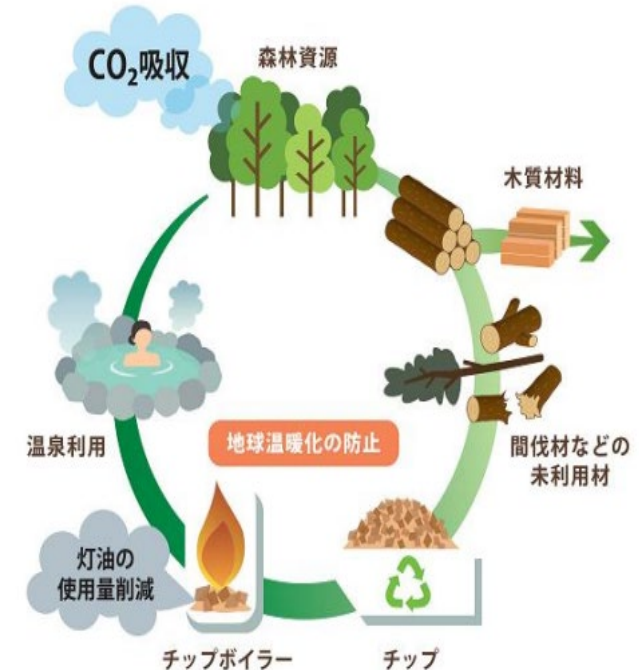 CO₂吸収
森林資源
木質材料
間伐材などの
未利用材
チップ
チップボイラー
灯油の
使用量削減
温泉利用
地球温暖化の防止